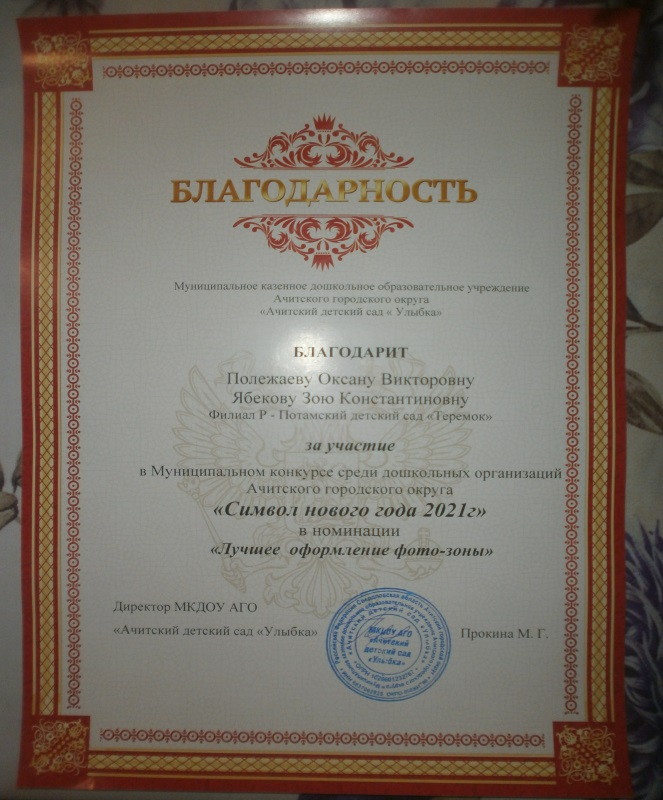 БЛАГОДАРНОСТЬ
Муниципальное казенное дошкольное образовательное учреждение
Ачитского городского округа
«Ачитский детский сад « Улыбка»
БЛАГОДАРИТ
Полежаеву Оксану Викторовну
Ябекову Зою Константиновну
Филиал Р - Потамский детский сад «Теремок»
за участие
в Муниципальном конкурсе среди дошкольных организаций
Ачитского городского округа
«Символ нового года 2021г»
в номинации
«Лучшее оформление фото-зоны»
Директор МКДОУ АГО
«Ачитский детский сад «Улыбка»
Прокина М. Г.
МКДОУ АГО
«Ачитский
детский сад
«Улыбка»